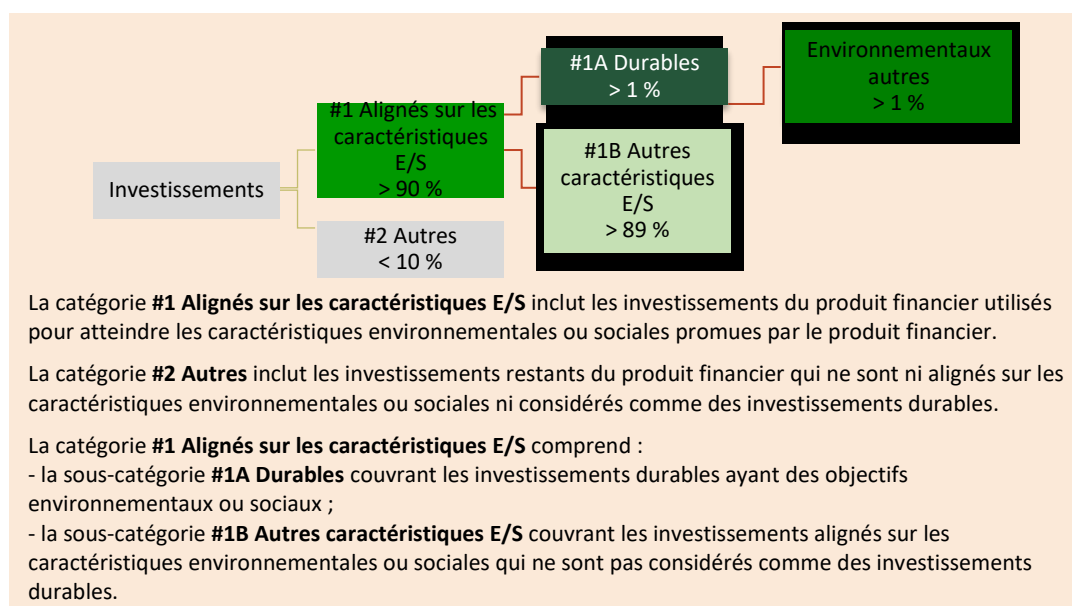 #1A Durables
> 1 %
Environnementaux
autres
> 1 %
#1 Alignés sur les
caractéristiques
E/S
> 90 %
#1B Autres
caractéristiques
E/S
> 89 %
Investissements
#2 Autres
< 10 %
La catégorie #1 Alignés sur les caractéristiques E/S inclut les investissements du produit financier utilisés
pour atteindre les caractéristiques environnementales ou sociales promues par le produit financier.
La catégorie #2 Autres inclut les investissements restants du produit financier qui ne sont ni alignés sur les
caractéristiques environnementales ou sociales ni considérés comme des investissements durables.
La catégorie #1 Alignés sur les caractéristiques E/S comprend :
- la sous-catégorie #1A Durables couvrant les investissements durables ayant des objectifs
environnementaux ou sociaux ;
- la sous-catégorie #1B Autres caractéristiques E/S couvrant les investissements alignés sur les
caractéristiques environnementales ou sociales qui ne sont pas considérés comme des investissements
durables.